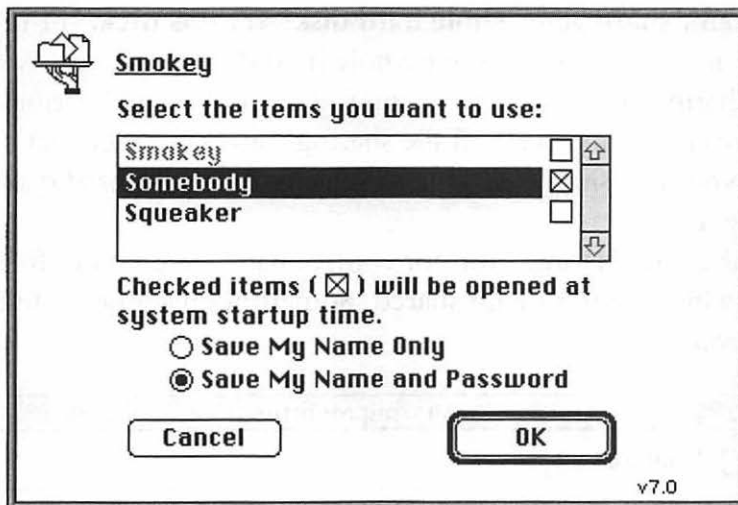 Smokey
Select the items you want to use:
Smokey
Somebody
Squeaker
Checked items ( ☒ ) will be opened at
system startup time.
Save My Name Only
Save My Name and Password
Cancel
OK
v7.0